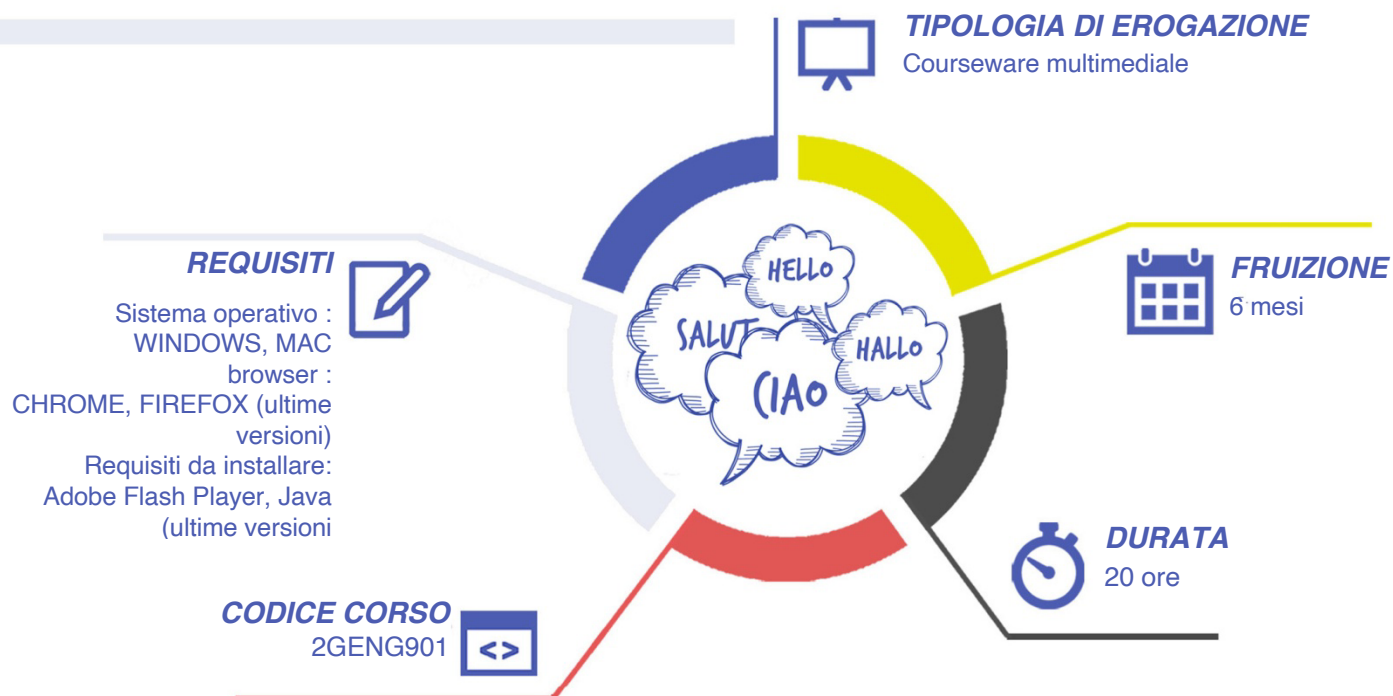 TIPOLOGIA DI EROGAZIONE
Courseware multimediale
REQUISITI
Sistema operativo :
WINDOWS, MAC
browser :
CHROME, FIREFOX (ultime
versioni)
Requisiti da installare:
Adobe Flash Player, Java
(ultime versioni
HELLO
SALUT
HALLO
CIAO
FRUIZIONE
6 mesi
DURATA
20 ore
CODICE CORSO
2GENG901
<>